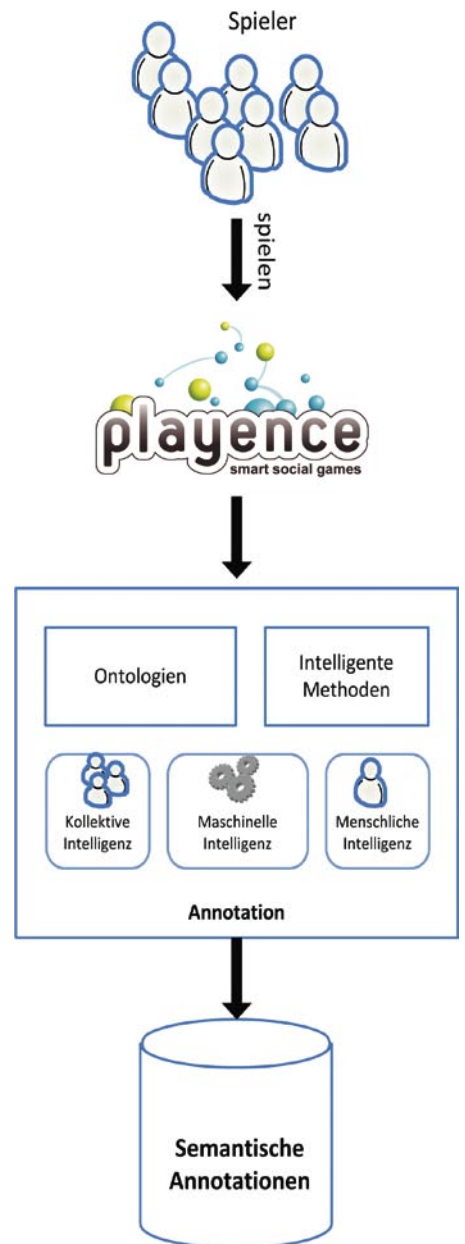 Spieler
spielen
playence
smart social games
Ontologien
Intelligente
Methoden
Kollektive
Intelligenz
Maschinelle
Intelligenz
Menschliche
Intelligenz
Annotation
Semantische
Annotationen